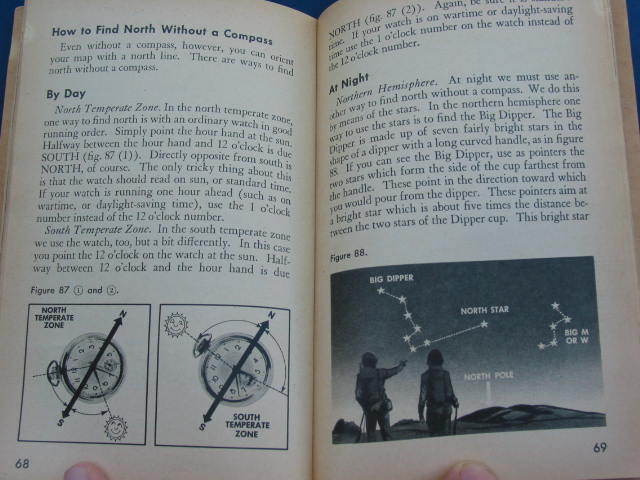 How to Find North Without a Compass
Even without a compass, however, you can orient
your map with a north line. There are ways to find
north without a compass.
By Day
North Temperate Zone. In the north temperate zone,
one way to find north is with an ordinary watch in good
running order. Simply point the hour hand at the sun.
Halfway between the hour hand and 12 o'clock is due
SOUTH (fig. 87 (1)). Directly opposite from south is
NORTH, of course. The only tricky thing about this
is that the watch should read on sun, or standard time.
If your watch is running one hour ahead (such as on
wartime, or daylight-saving time), use the 1 o'clock
number instead of the 12 o'clock number.
South Temperate Zone. In the south temperate zone
we use the watch, too, but a bit differently. In this case
you point the 12 o'clock on the watch at the sun. Half-
way between 12 o'clock and the hour hand is due
Figure 87 ① and ②.
NORTH
TEMPERATE
ZONE
N
S
N
S
SOUTH
TEMPERATE
ZONE
68
NORTH (fig. 87 (2)). Again, be sure
time. If your watch is on wartime or daylight-saving
time use the 1 o'clock number on the watch instead of
the 12 o'clock number.
At Night
Northern Hemisphere. At night we must use an-
other way to find north without a compass. We do this
by means of the stars. In the northern hemisphere one
way to use the stars is to find the Big Dipper. The Big
Dipper is made up of seven fairly bright stars in the
shape of a dipper with a long curved handle, as in figure
88. If you can see the Big Dipper, use as pointers the
two stars which form the side of the cup farthest from
the handle. These point in the direction toward which
you would pour from the dipper. These pointers aim at
a bright star which is about five times the distance be-
tween the two stars of the Dipper cup. This bright star
Figure 88.
BIG DIPPER
NORTH STAR
BIG M
OR W
NORTH POLE
69